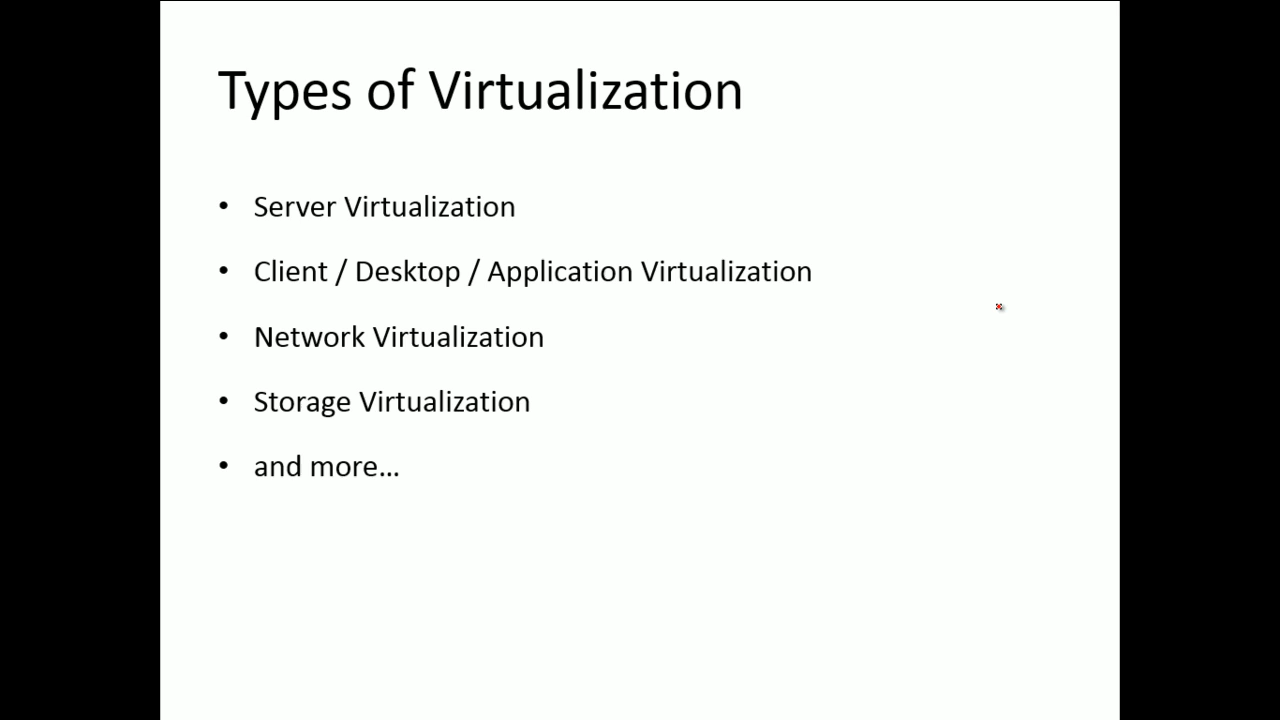 Types of Virtualization
• Server Virtualization
• Client / Desktop / Application Virtualization
• Network Virtualization
• Storage Virtualization
• and more...